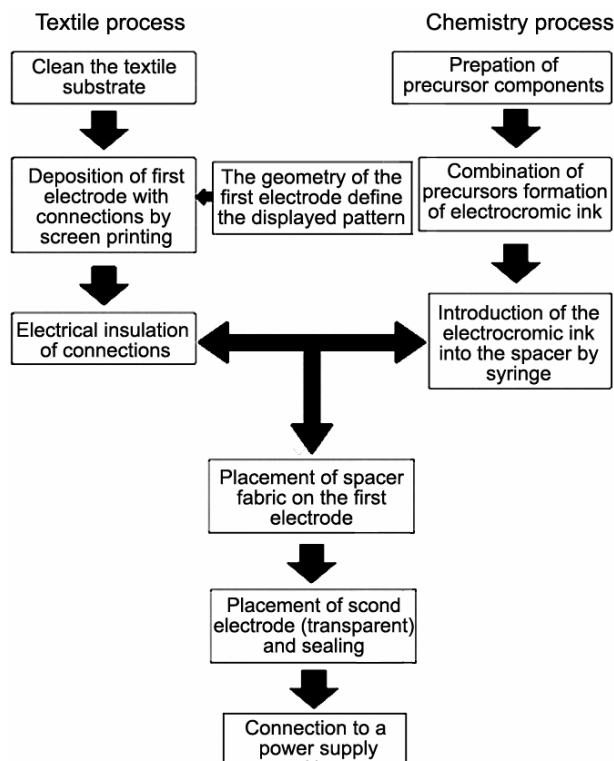 Textile process
Chemistry process
Clean the textile
substrate
Prepation of
precursor components
Deposition of first
electrode with
connections by
screen printing
The geometry of the
first electrode define
the displayed pattern
Combination of
precursors formation
of electrocromic ink
Electrical insulation
of connections
Introduction of the
electrocromic ink
into the spacer by
syringe
Placement of spacer
fabric on the first
electrode
Placement of scond
electrode (transparent)
and sealing
Connection to a
power supply